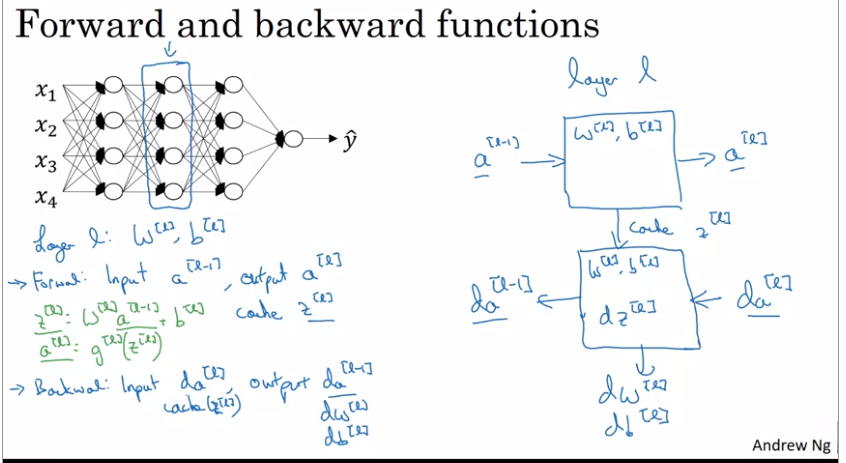 Forward and backward functions
x₁
x₂
x₃
x₄
ŷ
Layer l: W^[l], b^[l]
→ Forward: Input a^[l-1], output a^[l]
z^[l] = W^[l] a^[l-1] + b^[l]
cache z^[l]
a^[l] = g^[l](z^[l])
→ Backward: Input da^[l], output da^[l-1]
cache(z^[l])
dW^[l]
db^[l]
layer l
a^[l-1]
W^[l], b^[l]
a^[l]
cache z^[l]
da^[l-1]
W^[l], b^[l]
dz^[l]
da^[l]
dW^[l]
db^[l]
Andrew Ng